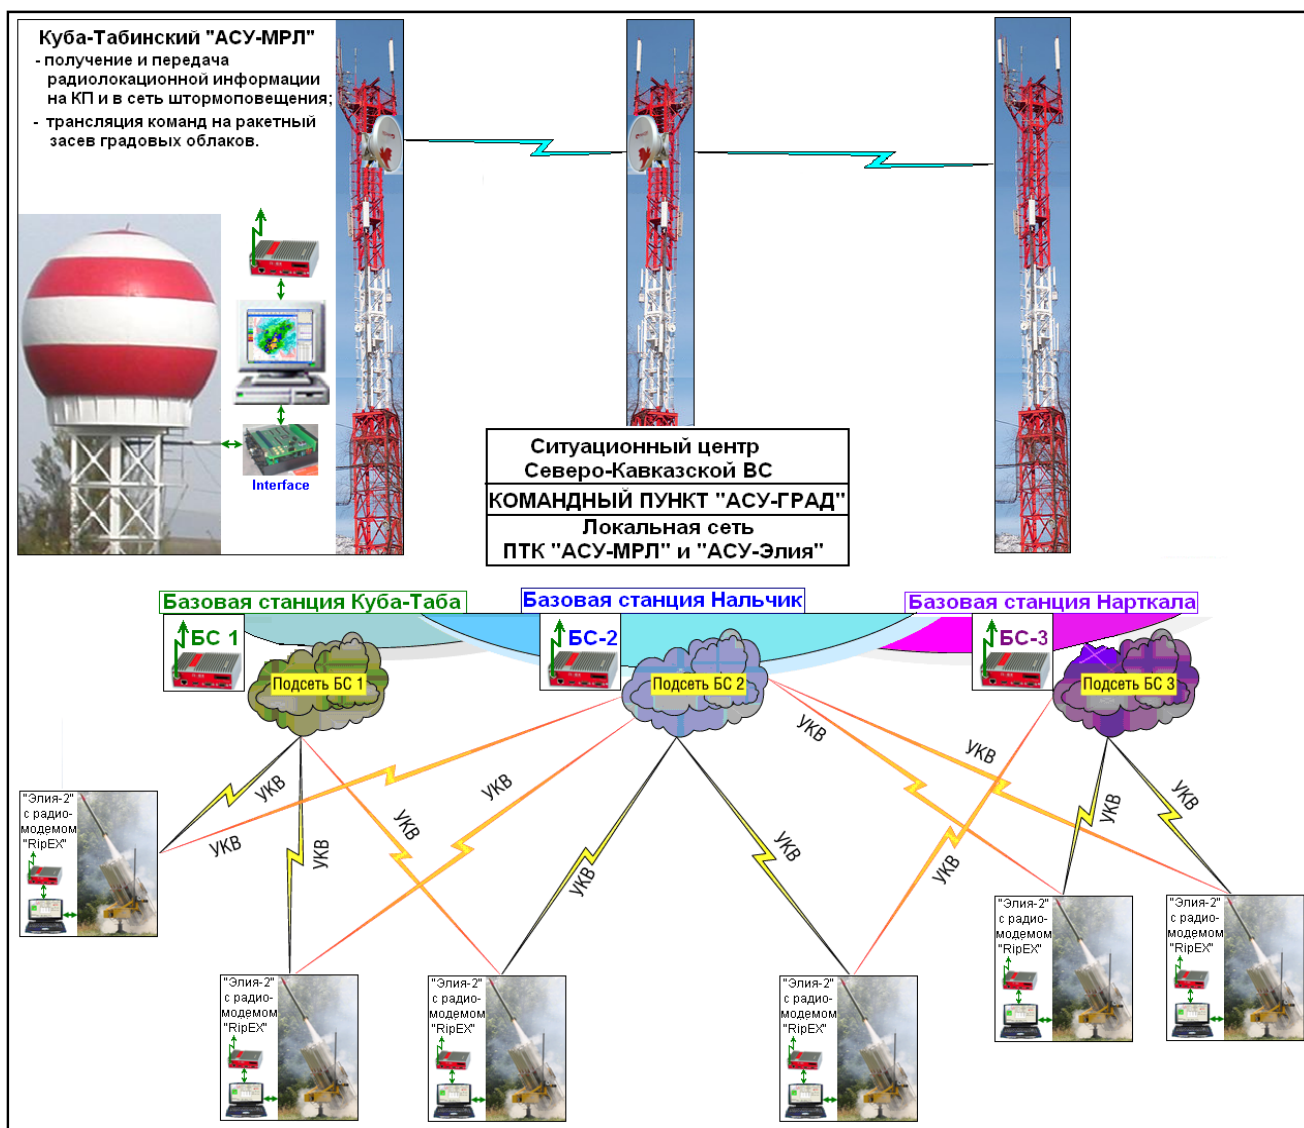 Куба-Табинский "АСУ-МРЛ"
- получение и передача
радиолокационной информации
на КП и в сеть штормоповещения;
- трансляция команд на ракетный
засев градовых облаков.
Interface
Ситуационный центр
Северо-Кавказской ВС
КОМАНДНЫЙ ПУНКТ "АСУ-ГРАД"
Локальная сеть
ПТК "АСУ-МРЛ" и "АСУ-Элия"
Базовая станция Куба-Таба
Базовая станция Нальчик
Базовая станция Нарткала
БС 1
БС-2
БС-3
Подсеть БС 1
Подсеть БС 2
Подсеть БС 3
УКВ
УКВ
УКВ
УКВ
УКВ
УКВ
УКВ
УКВ
УКВ
УКВ
УКВ
УКВ
"Элия-2"
с радио-
модемом
"RipEX"
"Элия-2"
с радио-
модемом
"RipEX"
"Элия-2"
с радио-
модемом
"RipEX"
"Элия-2"
с радио-
модемом
"RipEX"
"Элия-2"
с радио-
модемом
"RipEX"
"Элия-2"
с радио-
модемом
"RipEX"